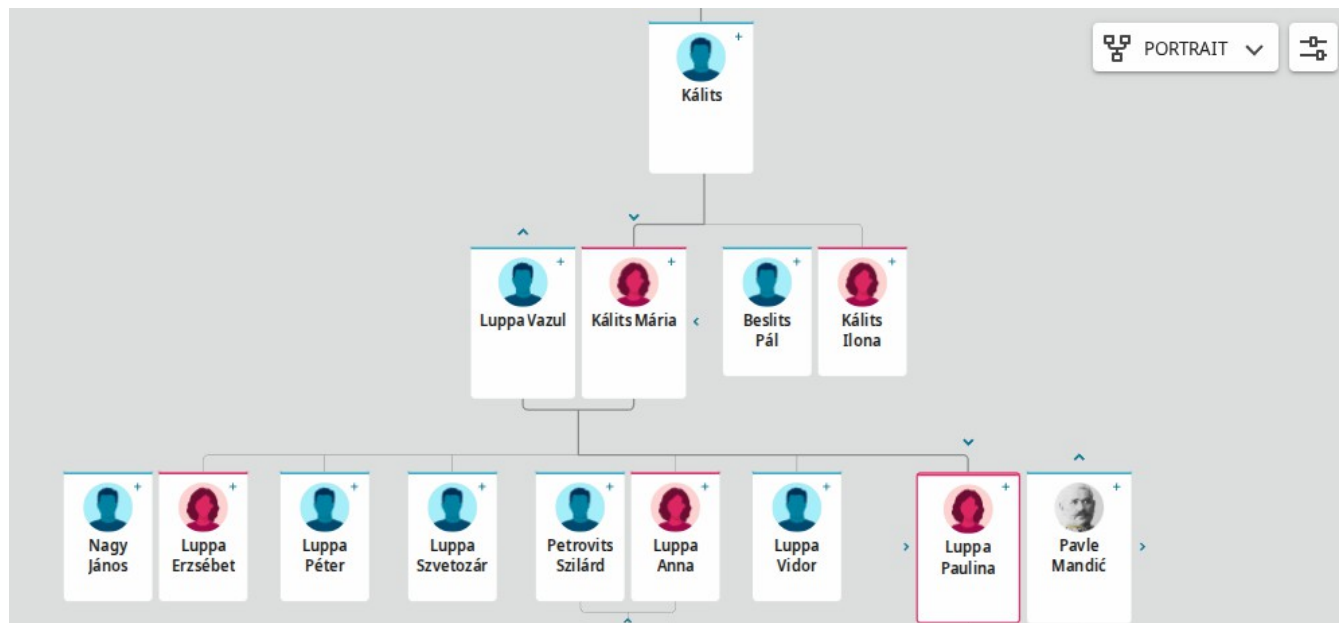 PORTRAIT
Kálits
Luppa Vazul
Kálits Mária
Beslits
Pál
Kálits
Ilona
Nagy
János
Luppa
Erzsébet
Luppa
Péter
Luppa
Szvetozár
Petrovits
Szilárd
Luppa
Anna
Luppa
Vidor
Luppa
Paulina
Pavle
Mandić